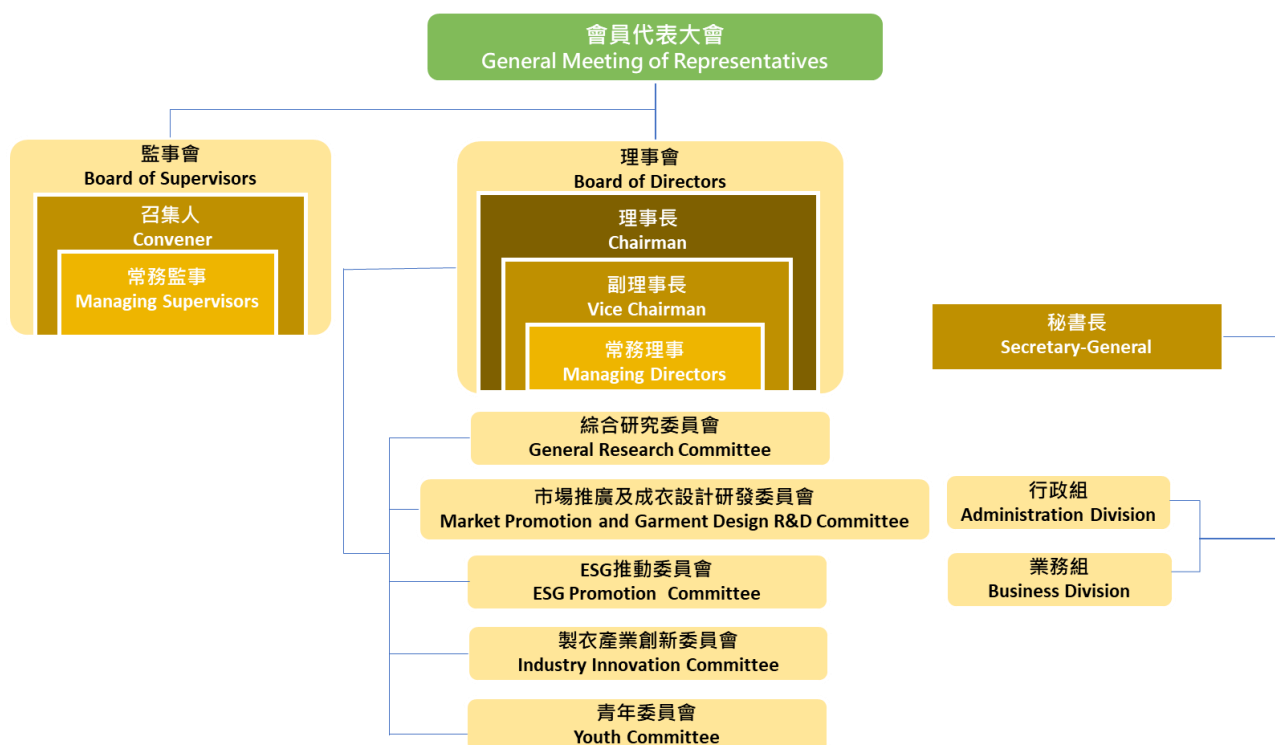 會員代表大會
General Meeting of Representatives
監事會
Board of Supervisors
召集人
Convener
常務監事
Managing Supervisors
理事會
Board of Directors
理事長
Chairman
副理事長
Vice Chairman
常務理事
Managing Directors
秘書長
Secretary-General
綜合研究委員會
General Research Committee
市場推廣及成衣設計研發委員會
Market Promotion and Garment Design R&D Committee
ESG推動委員會
ESG Promotion Committee
製衣產業創新委員會
Industry Innovation Committee
青年委員會
Youth Committee
行政組
Administration Division
業務組
Business Division